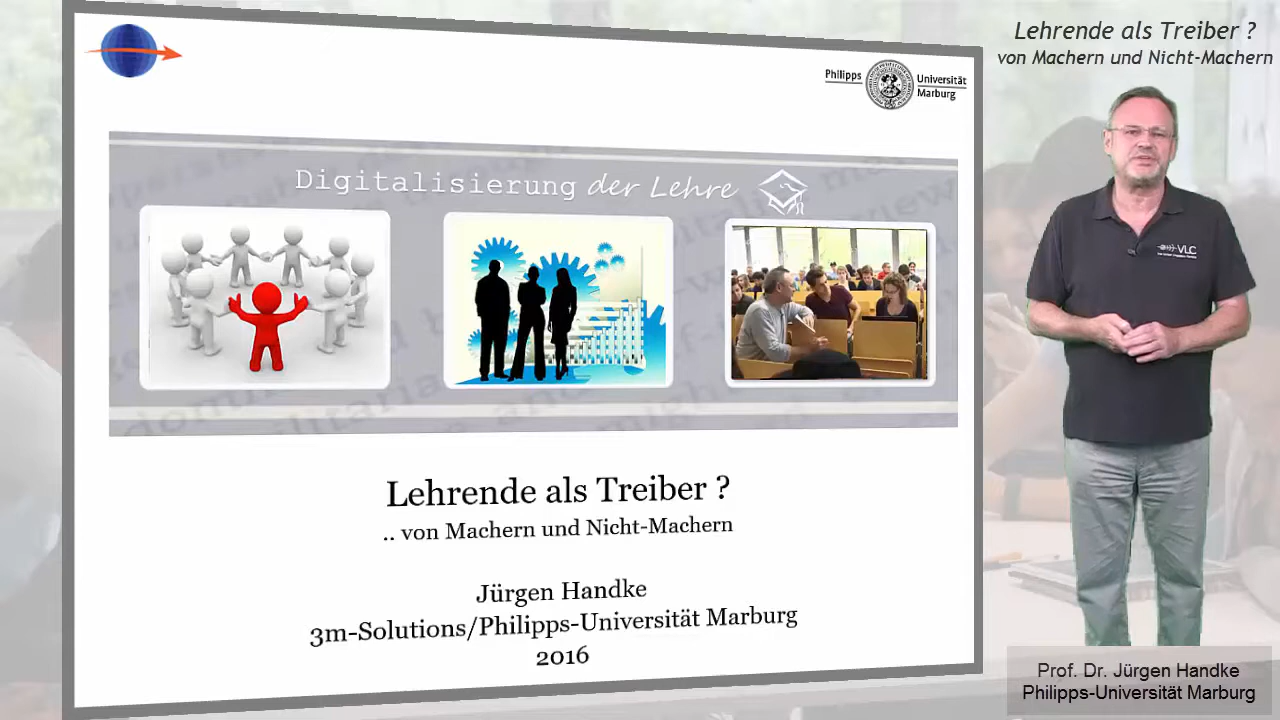 Lehrende als Treiber ?
von Machern und Nicht-Machern
Philipps
Universität
Marburg
Digitalisierung der Lehre
VLC
Lehrende als Treiber ?
.. von Machern und Nicht-Machern
Jürgen Handke
3m-Solutions/Philipps-Universität Marburg
2016
Prof. Dr. Jürgen Handke
Philipps-Universität Marburg